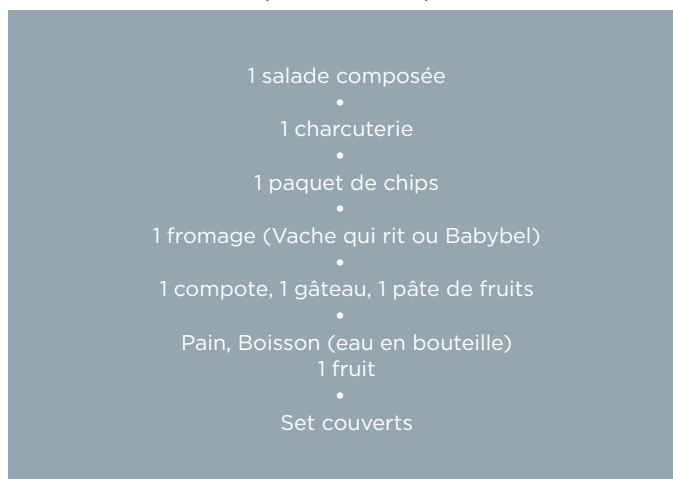 1 salade composée
•
1 charcuterie
•
1 paquet de chips
•
1 fromage (Vache qui rit ou Babybel)
•
1 compote, 1 gâteau, 1 pâte de fruits
•
Pain, Boisson (eau en bouteille)
1 fruit
•
Set couverts